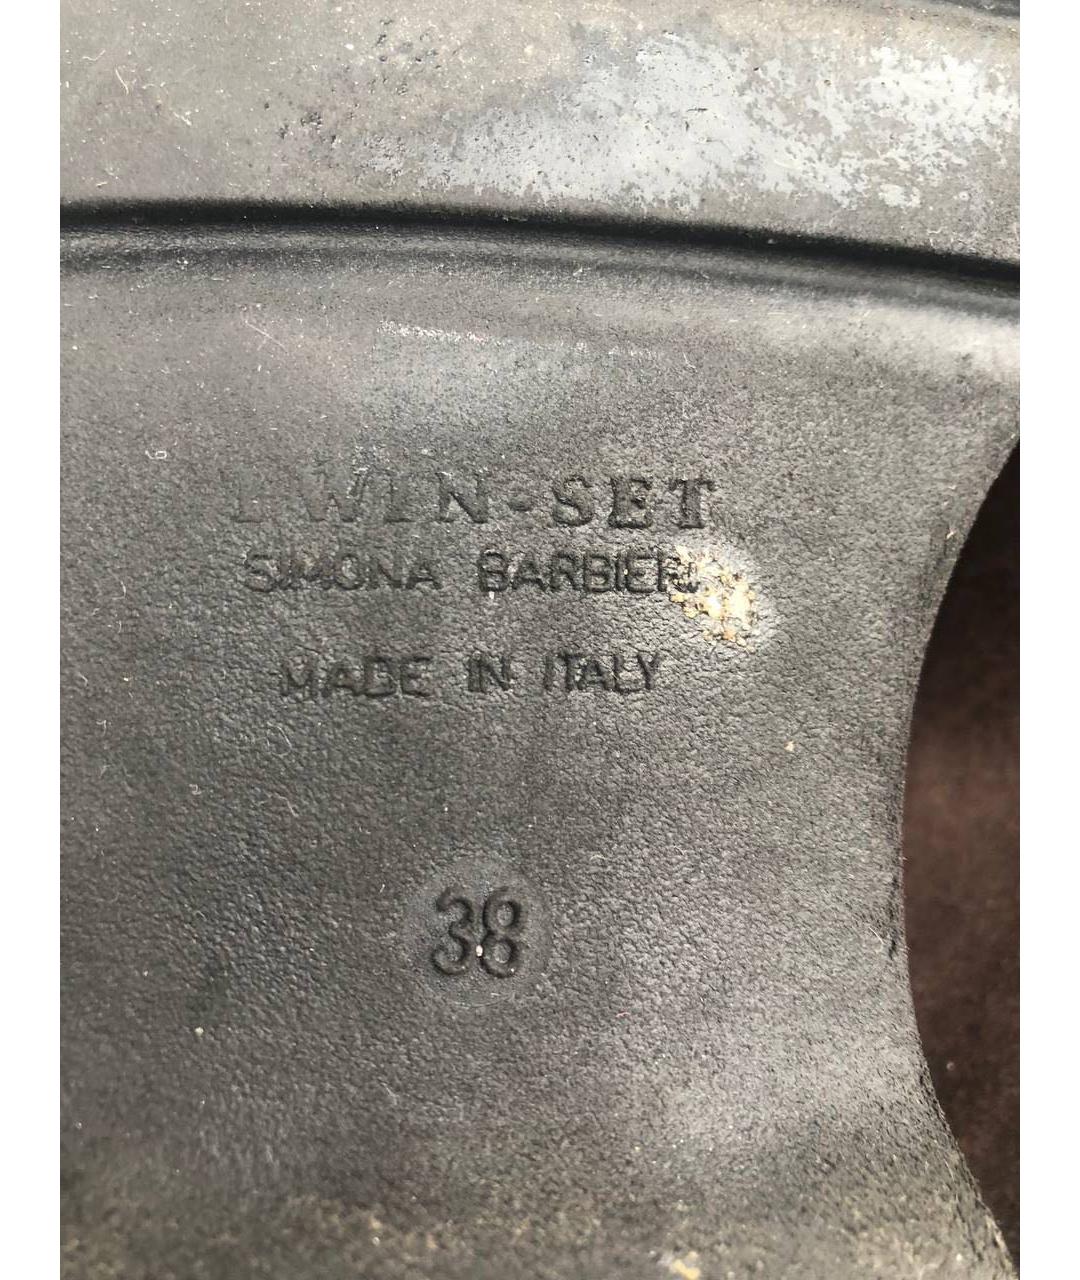 TWIN-SET
SIMONA BARBIERI
MADE IN ITALY
38